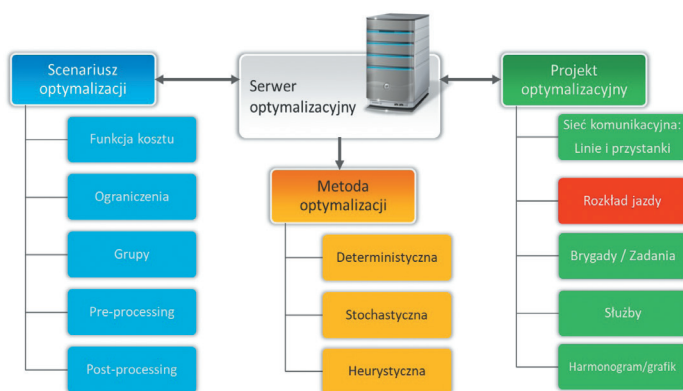 Scenariusz
optymalizacji
Funkcja kosztu
Ograniczenia
Grupy
Pre-processing
Post-processing
Serwer
optymalizacyjny
Metoda
optymalizacji
Deterministyczna
Stochastyczna
Heurystyczna
Projekt
optymalizacyjny
Sieć komunikacyjna:
Linie i przystanki
Rozkład jazdy
Brygady / Zadania
Służby
Harmonogram/grafik